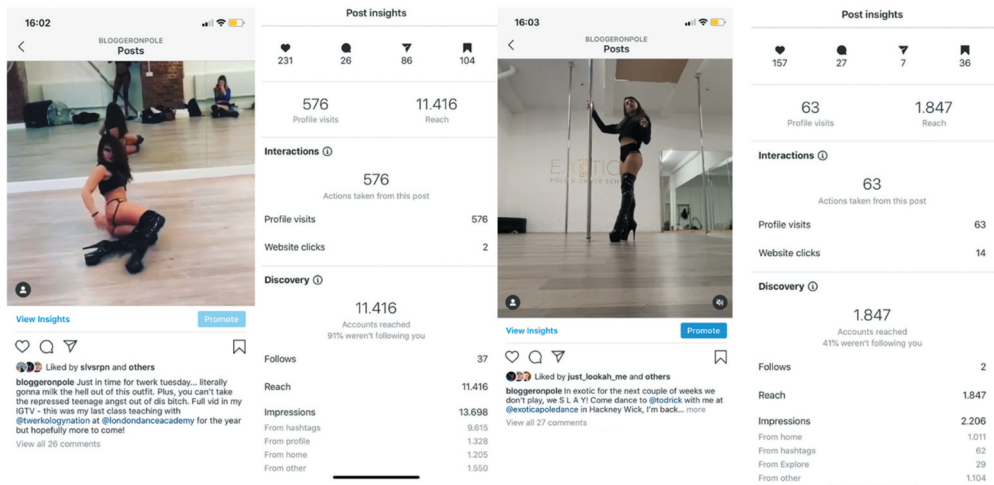 16:02
BLOGGERONPOLE
Posts
View Insights
Promote
Liked by slvsrpn and others
bloggeronpole Just in time for twerk tuesday... literally
gonna milk the hell out of this outfit. Plus, you can't take
the repressed teenage angst out of dis bitch. Full vid in my
IGTV - this was my last class teaching with
@twerkologynation at @londondanceacademy for the year
but hopefully more to come!
View all 26 comments
Post insights
231 26 86 104
576 11.416
Profile visits Reach
Interactions
576
Actions taken from this post
Profile visits 576
Website clicks 2
Discovery
11.416
Accounts reached
91% weren't following you
Follows 37
Reach 11.416
Impressions 13.698
From hashtags 9.615
From profile 1.328
From home 1.205
From other 1.550
16:03
BLOGGERONPOLE
Posts
EXOTIC
POLE & DANCE SCH
View Insights
Promote
Liked by just_lookah_me and others
bloggeronpole In exotic for the next couple of weeks we
don't play, we S L A Y! Come dance to @todrick with me at
@exoticapoledance in Hackney Wick, I'm back... more
View all 27 comments
Post insights
157 27 7 36
63 1.847
Profile visits Reach
Interactions
63
Actions taken from this post
Profile visits 63
Website clicks 14
Discovery
1.847
Accounts reached
41% weren't following you
Follows 2
Reach 1.847
Impressions 2.206
From home 1.011
From hashtags 62
From Explore 29
From other 1.104